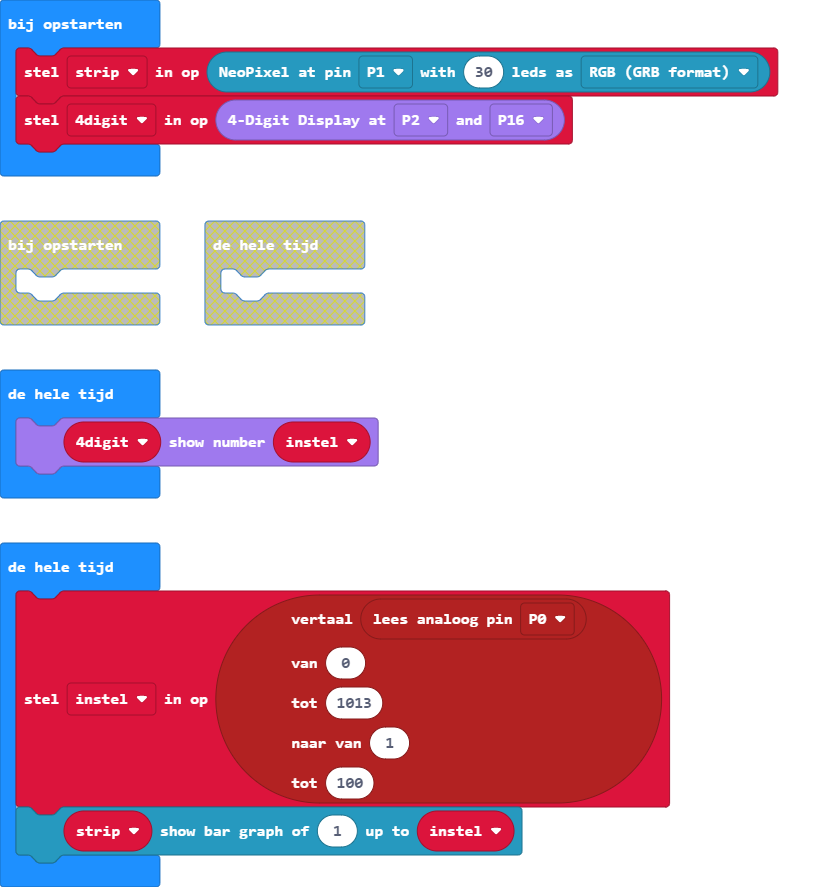 bij opstarten
stel strip in op NeoPixel at pin P1 with 30 leds as RGB (GRB format)
stel 4digit in op 4-Digit Display at P2 and P16
bij opstarten
de hele tijd
de hele tijd
4digit show number instel
de hele tijd
vertaal lees analoog pin P0
van 0
stel instel in op
tot 1013
naar van 1
tot 100
strip show bar graph of 1 up to instel